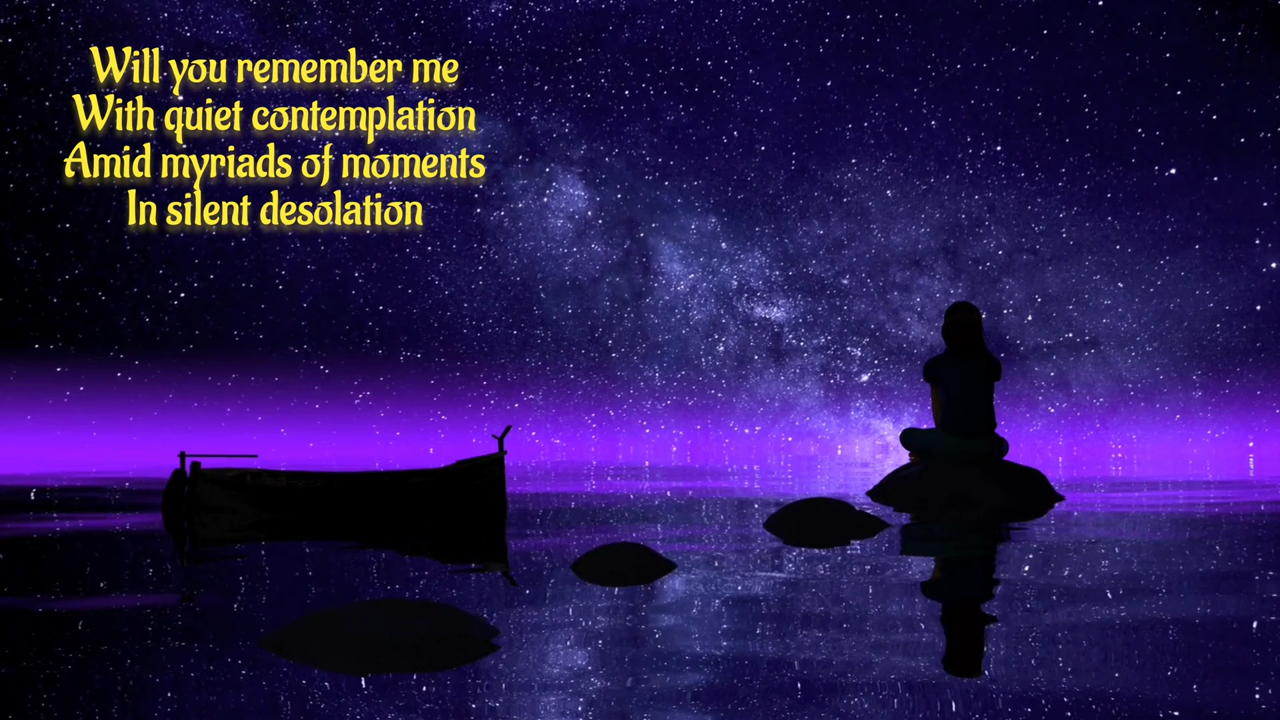 Will you remember me
With quiet contemplation
Amid myriads of moments
In silent desolation